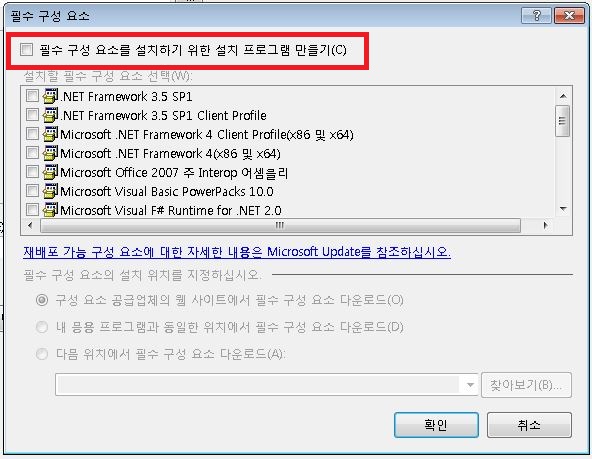 필수 구성 요소
필수 구성 요소를 설치하기 위한 설치 프로그램 만들기(C)
설치할 필수 구성 요소 선택(W):
.NET Framework 3.5 SP1
.NET Framework 3.5 SP1 Client Profile
Microsoft .NET Framework 4 Client Profile(x86 및 x64)
Microsoft .NET Framework 4(x86 및 x64)
Microsoft Office 2007 주 Interop 어셈블리
Microsoft Visual Basic PowerPacks 10.0
Microsoft Visual F# Runtime for .NET 2.0
재배포 가능 구성 요소에 대한 자세한 내용은 Microsoft Update를 참조하십시오.
필수 구성 요소의 설치 위치를 지정하십시오.
구성 요소 공급업체의 웹 사이트에서 필수 구성 요소 다운로드(O)
내 응용 프로그램과 동일한 위치에서 필수 구성 요소 다운로드(D)
다음 위치에서 필수 구성 요소 다운로드(A):
찾아보기(B)...
확인
취소